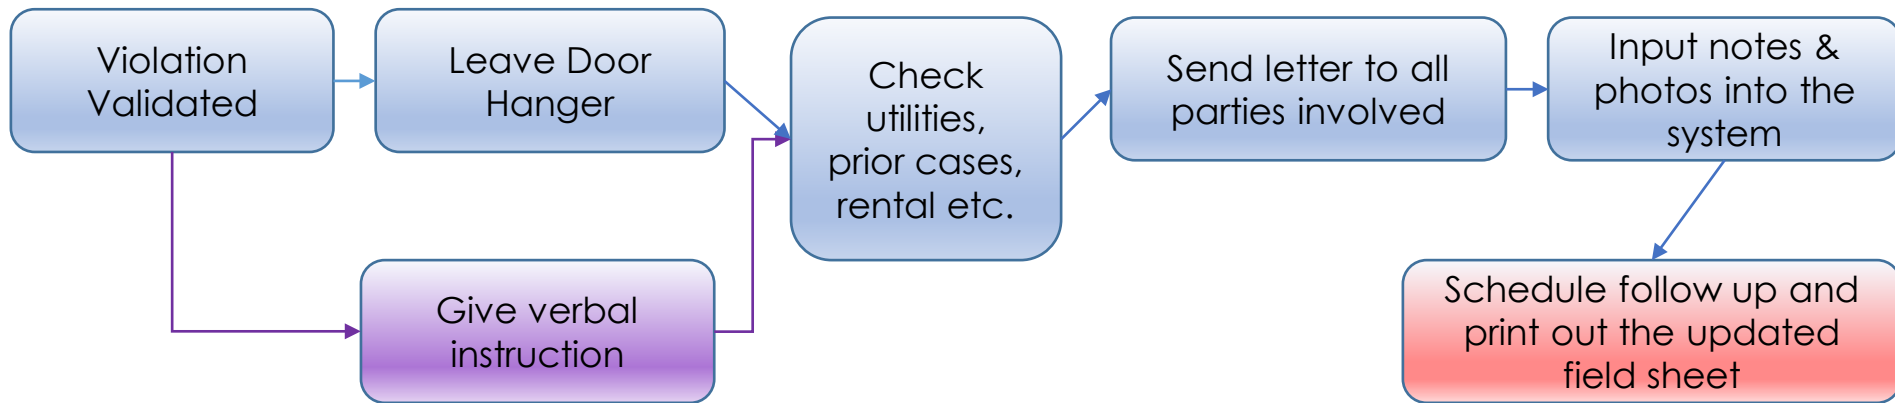 Violation
Validated
Leave Door
Hanger
Check
utilities,
prior cases,
rental etc.
Send letter to all
parties involved
Input notes &
photos into the
system
Give verbal
instruction
Schedule follow up and
print out the updated
field sheet